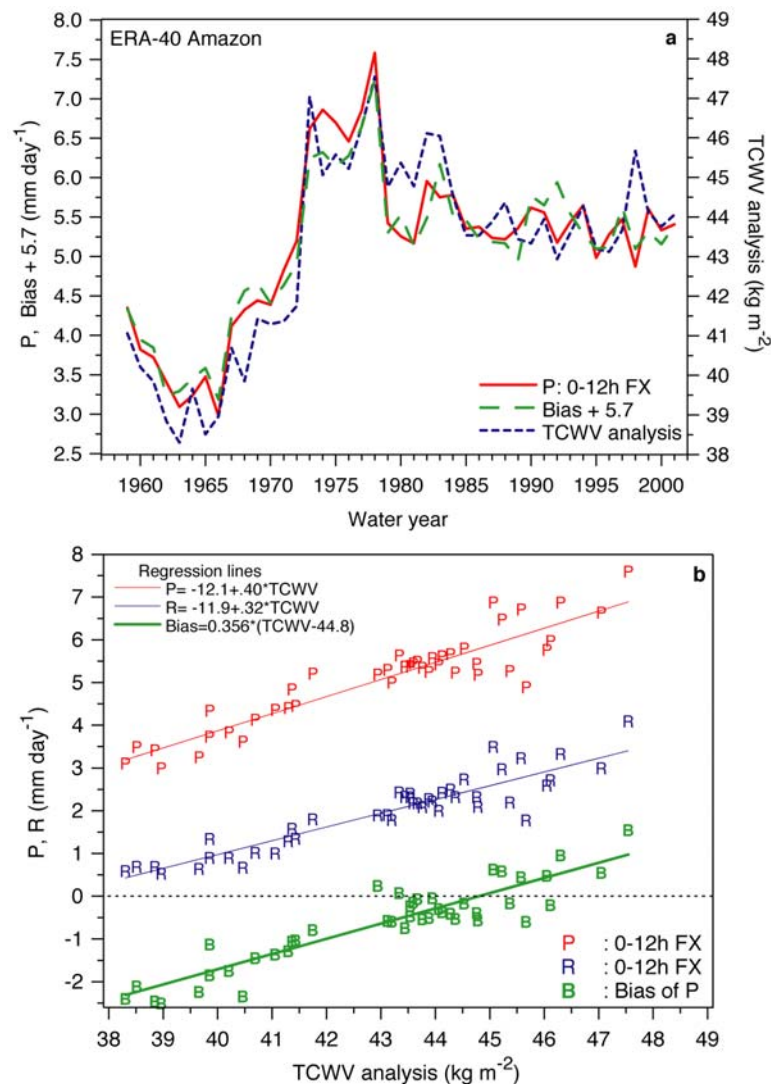 ERA-40 Amazon
a
8.0
7.5
7.0
6.5
6.0
5.5
5.0
4.5
4.0
3.5
3.0
2.5
P, Bias + 5.7 (mm day-1)
49
48
47
46
45
44
43
42
41
40
39
38
TCWV analysis
(kg m-2)
P: 0-12h FX
Bias + 5.7
TCWV analysis
1960 1965 1970 1975 1980 1985 1990 1995 2000
Water year
b
Regression lines
P= -12.1+.40*TCWV
R= -11.9+.32*TCWV
Bias=0.356*(TCWV-44.8)
8
7
6
5
4
3
2
1
0
-1
-2
P, R (mm day-1)
P : 0-12h FX
R : 0-12h FX
B : Bias of P
38 39 40 41 42 43 44 45 46 47 48 49
TCWV analysis (kg m-2)